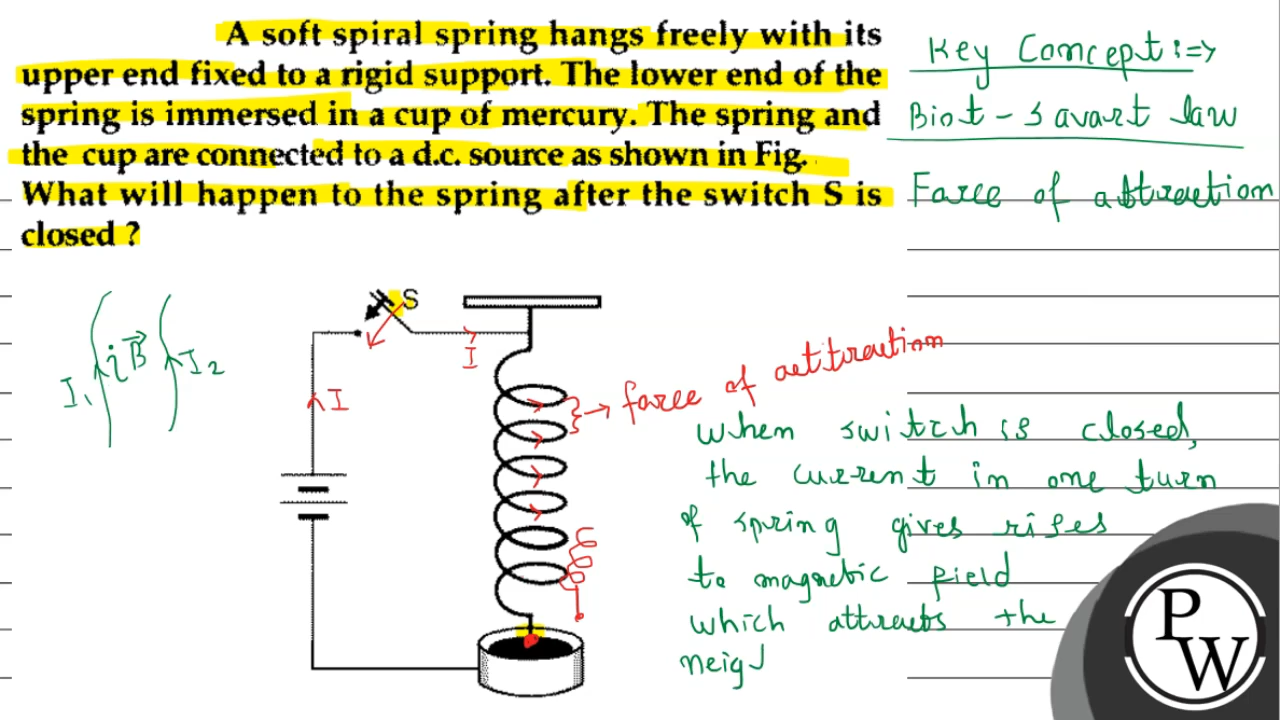 A soft spiral spring hangs freely with its
upper end fixed to a rigid support. The lower end of the
spring is immersed in a cup of mercury. The spring and
the cup are connected to a d.c. source as shown in Fig.
What will happen to the spring after the switch S is
closed ?
Key Concept :=>
Biot - Savart law
Force of attraction
S
I
I
I₁ B⃗ I₂
→ force of attraction
When switch is closed,
the current in one turn
of spring gives rises
to magnetic field
which attracts the
neig
P
W